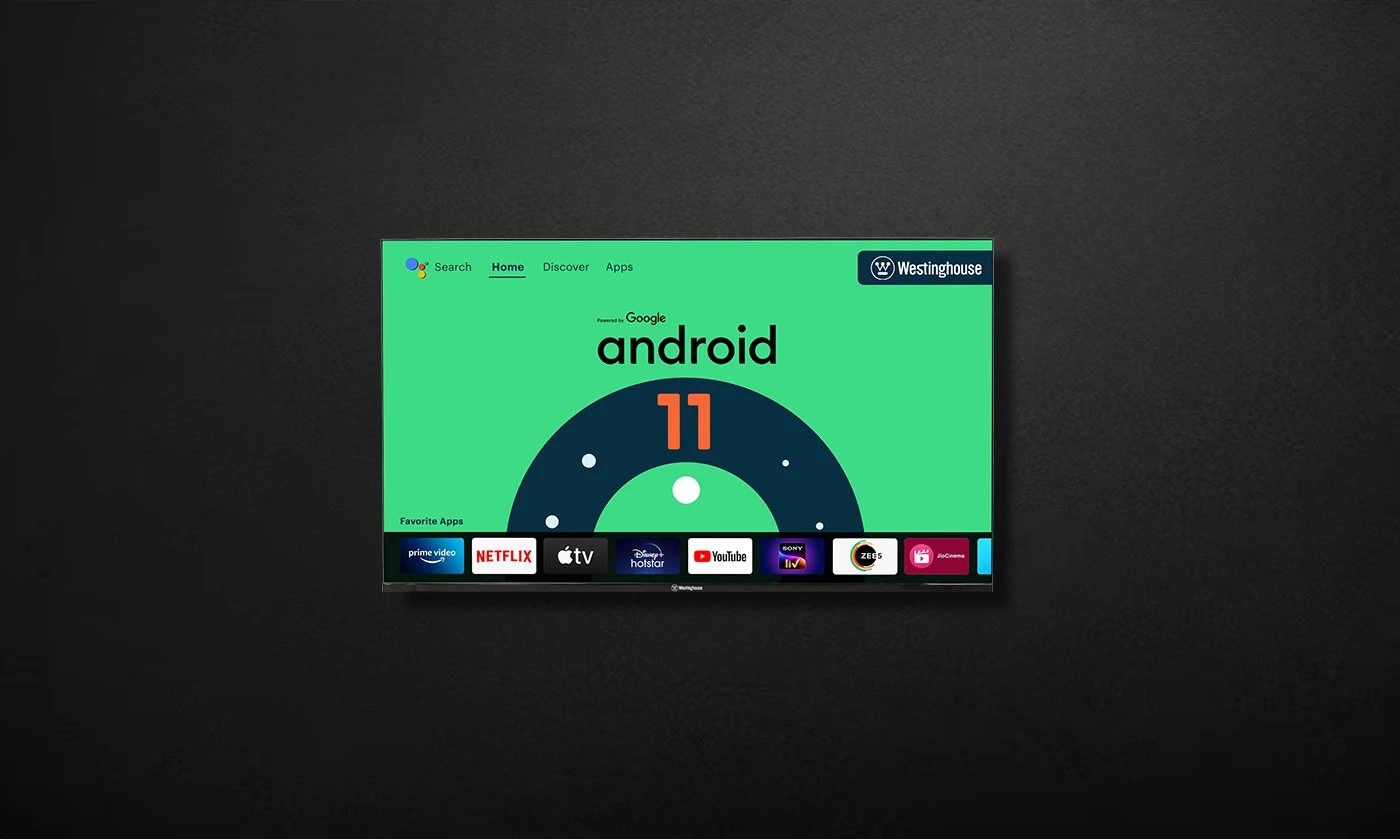 Search Home Discover Apps
Westinghouse
Powered by Google
android
11
Favorite Apps
prime video
NETFLIX
tv
Disney+
hotstar
YouTube
SONY
liv
ZEE5
JioCinema
Westinghouse